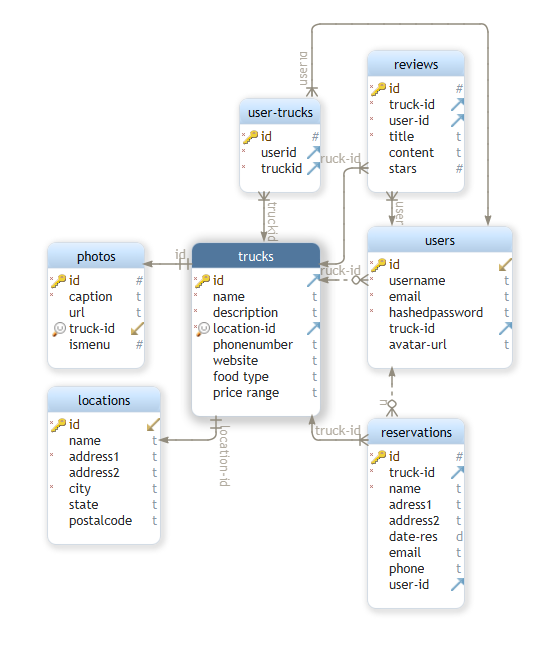 userid
reviews
id #
truck-id
user-id
title t
content t
stars #
user-trucks
id #
userid
truckid
ruck-id
truckid
user
photos
id #
caption t
url t
truck-id
ismenu #
id
trucks
id
name t
description t
location-id
phonenumber t
website t
food type t
price range t
ruck-id
users
id
username t
email t
hashedpassword t
truck-id
avatar-url t
locations
id
name t
address1 t
address2 t
city t
state t
postalcode t
location-id
truck-id
reservations
id #
truck-id
name t
adress1 t
address2 t
date-res d
email t
phone t
user-id